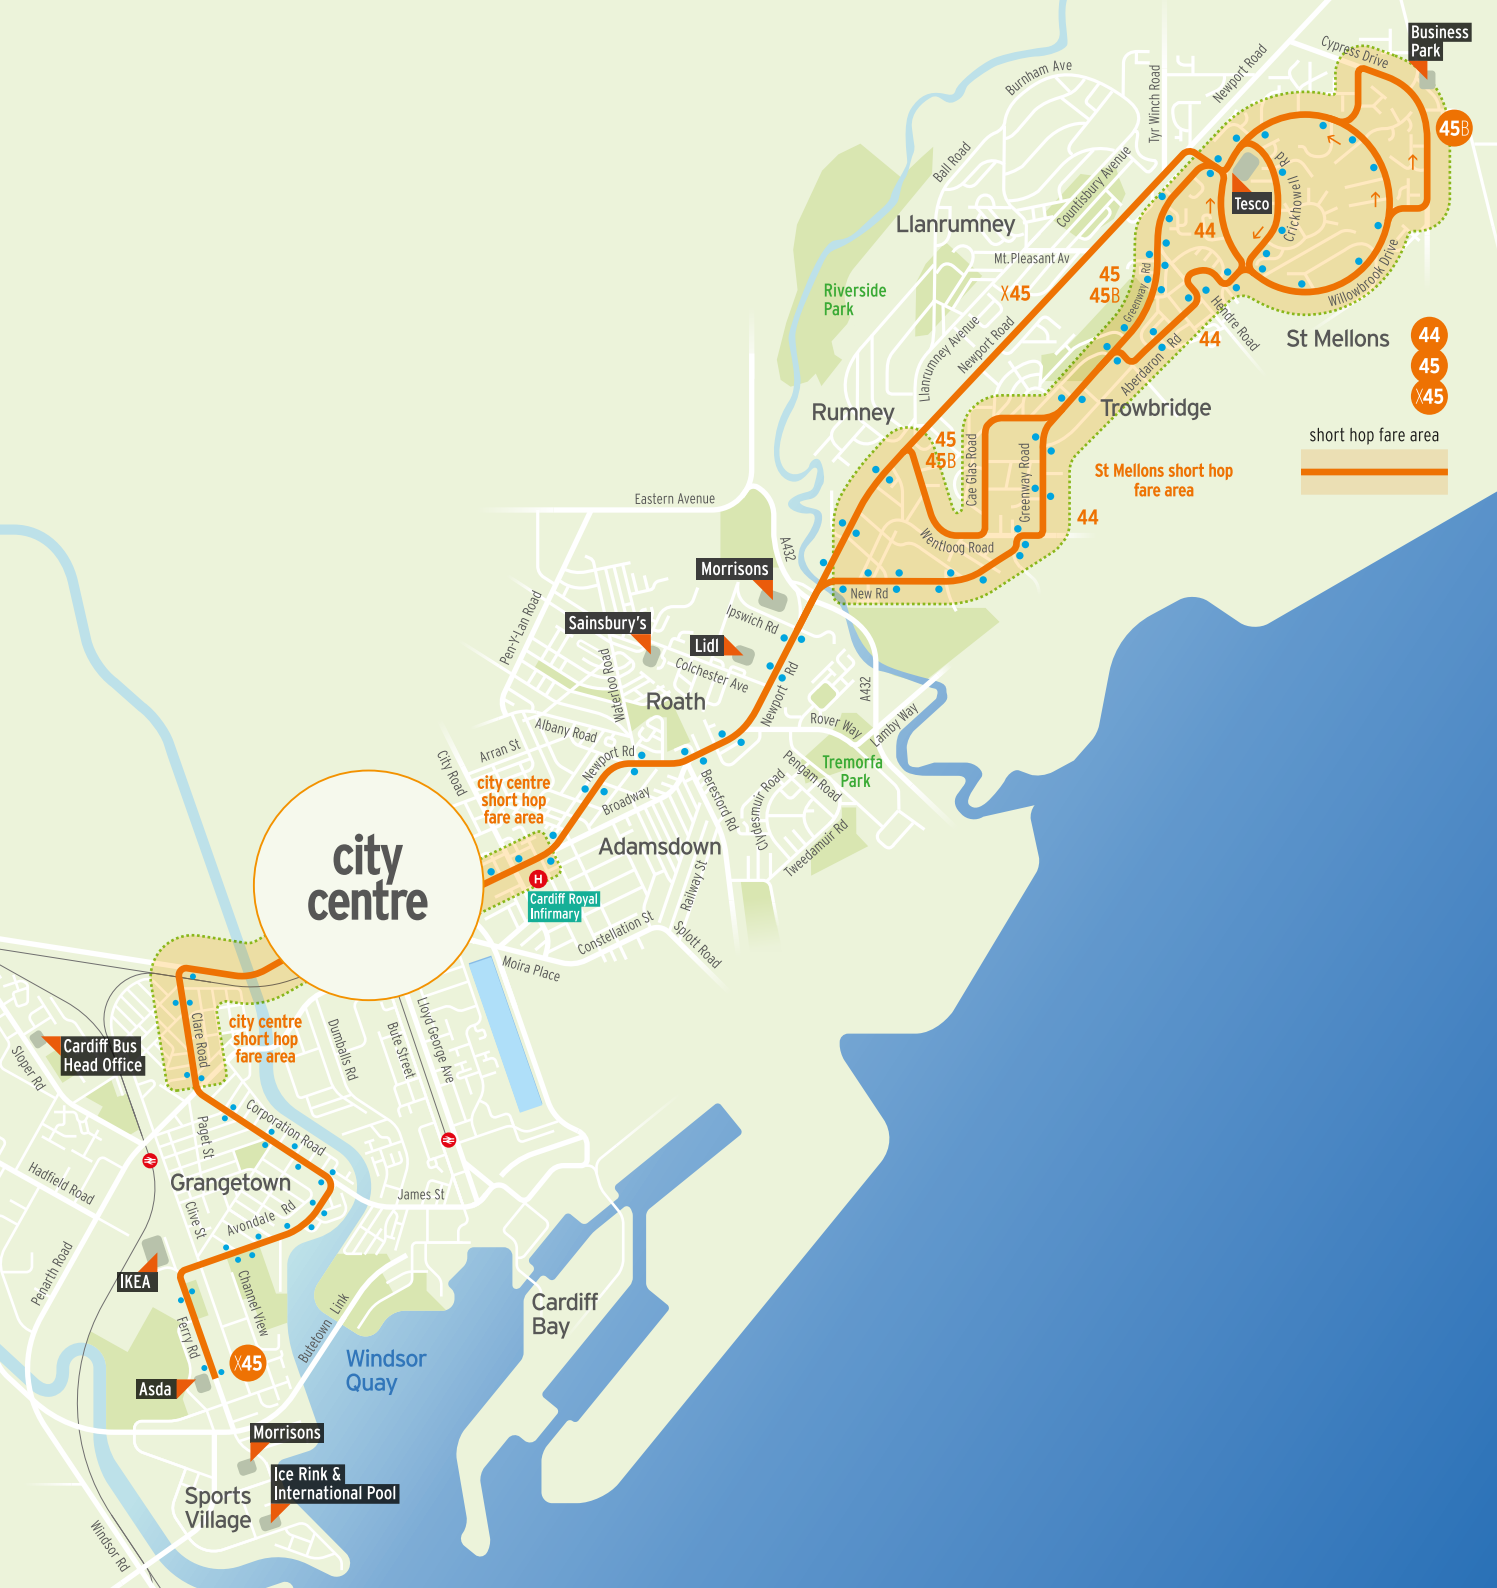 Business
Park
Cypress Drive
Newport Road
Burnham Ave
Tyr Winch Road
45B
Ball Road
Countisbury Avenue
Rd
Crickhowell
Tesco
Llanrumney
44
Mt.Pleasant Av
45
45B
X45
Riverside
Park
Greenway Rd
Willowbrook Drive
Hendre Road
44
St Mellons
44
45
X45
Llanrumney Avenue
Newport Road
Aberdaron Rd
Trowbridge
Rumney
short hop fare area
45
45B
Cae Glas Road
Greenway Road
St Mellons short hop
fare area
44
Wentloog Road
Eastern Avenue
A432
Morrisons
New Rd
Pen-Y-Lan Road
Ipswich Rd
Sainsbury's
Lidl
Waterloo Road
Colchester Ave
Roath
Newport Rd
A432
Rover Way
Lamby Way
Albany Road
Arran St
City Road
Newport Rd
Tremorfa
Park
Pengam Road
Beresford Rd
Clydesmuir Road
Tweedamuir Rd
city centre
short hop
fare area
Broadway
Adamsdown
city
centre
H
Cardiff Royal
Infirmary
Railway St
Constellation St
Splott Road
Moira Place
Clare Road
city centre
short hop
fare area
Dumballs Rd
Bute Street
Lloyd George Ave
Cardiff Bus
Head Office
Sloper Rd
Paget St
Corporation Road
Hadfield Road
Grangetown
James St
Clive St
Avondale Rd
Penarth Road
IKEA
Channel View
Ferry Rd
Butetown Link
Cardiff
Bay
Windsor
Quay
X45
Asda
Morrisons
Ice Rink &
International Pool
Sports
Village
Windsor Rd